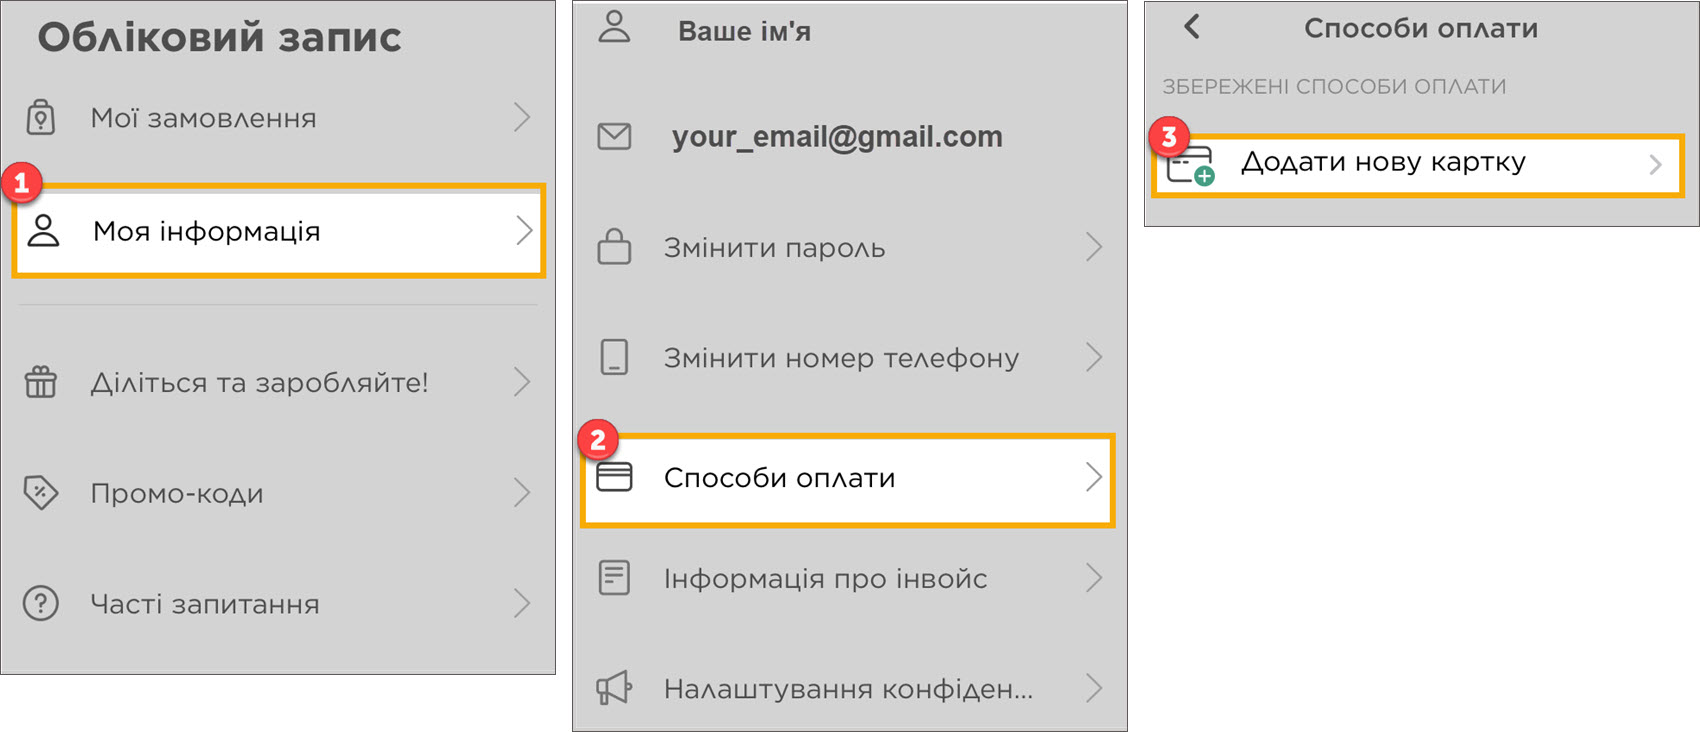 Обліковий запис
Мої замовлення
1
Моя інформація
Діліться та заробляйте!
Промо-коди
Часті запитання
Ваше ім'я
your_email@gmail.com
Змінити пароль
Змінити номер телефону
2
Способи оплати
Інформація про інвойс
Налаштування конфіден...
Способи оплати
ЗБЕРЕЖЕНІ СПОСОБИ ОПЛАТИ
3
Додати нову картку